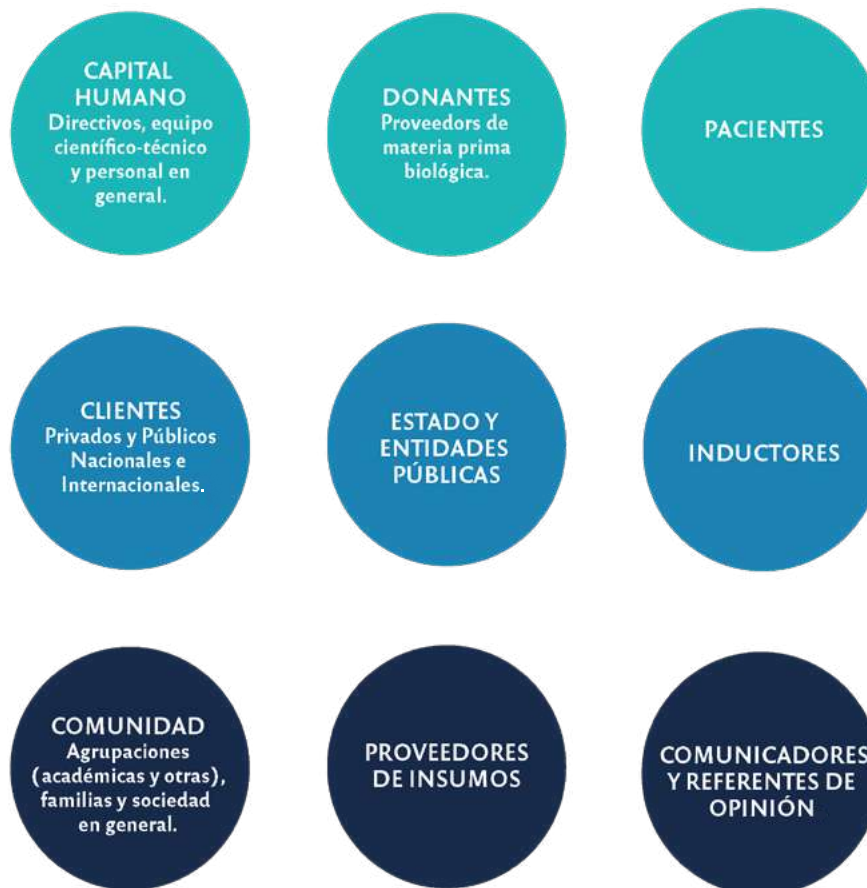 CAPITAL
HUMANO
Directivos, equipo
científico-técnico
y personal en
general.
DONANTES
Proveedors de
materia prima
biológica.
PACIENTES
CLIENTES
Privados y Públicos
Nacionales e
Internacionales.
ESTADO Y
ENTIDADES
PÚBLICAS
INDUCTORES
COMUNIDAD
Agrupaciones
(académicas y otras),
familias y sociedad
en general.
PROVEEDORES
DE INSUMOS
COMUNICADORES
Y REFERENTES DE
OPINIÓN